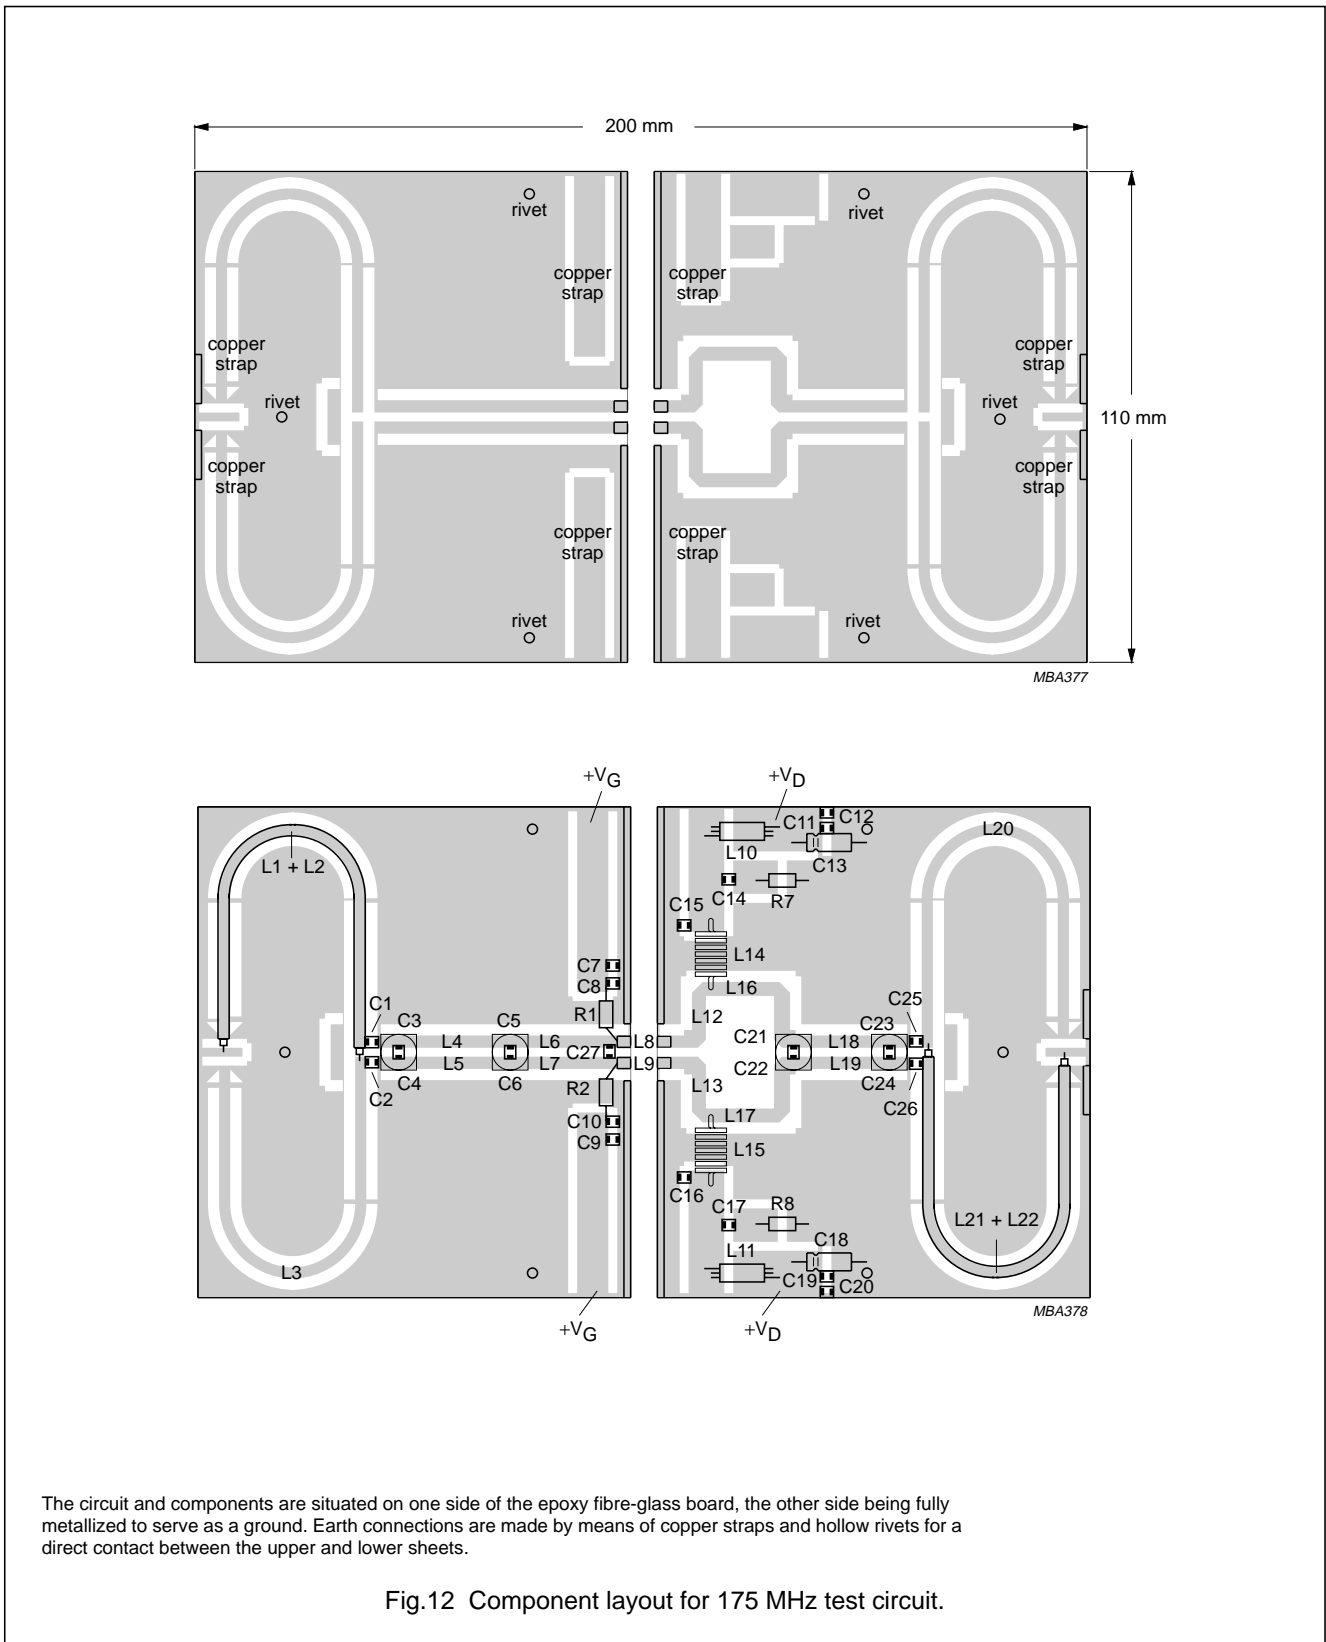 200 mm
rivet
rivet
copper
strap
copper
strap
copper
strap
copper
strap
rivet
rivet
110 mm
copper
strap
copper
strap
copper
strap
copper
strap
rivet
rivet
MBA377
+VG
+VD
C11
C12
L20
L1 + L2
L10
C13
C14
R7
C15
L14
C7
C8
L16
C1
C3
C5
R1
L12
C25
C21
C23
L4
L6
L8
L18
C27
L5
L7
L9
L19
C4
C6
C22
C24
C2
R2
L13
C26
C10
C9
L17
L15
C16
C17
R8
L21 + L22
C18
L11
L3
C19
C20
MBA378
+VG
+VD
The circuit and components are situated on one side of the epoxy fibre-glass board, the other side being fully
metallized to serve as a ground. Earth connections are made by means of copper straps and hollow rivets for a
direct contact between the upper and lower sheets.
Fig.12 Component layout for 175 MHz test circuit.